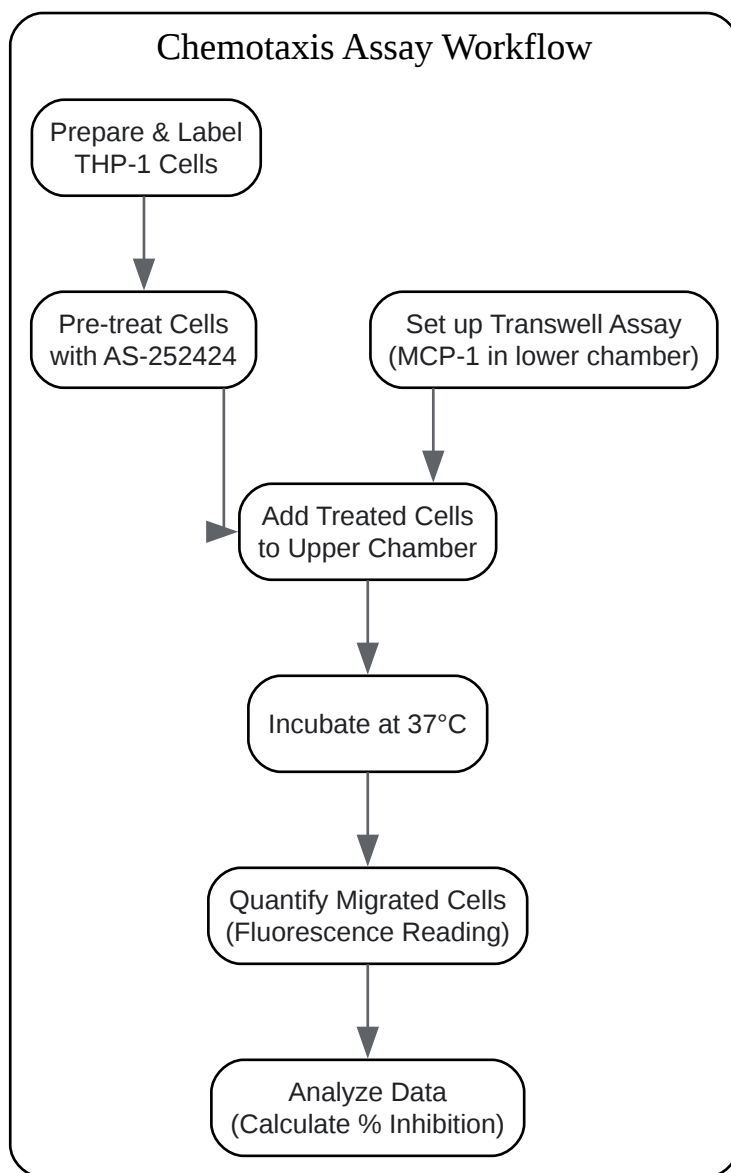 Chemotaxis Assay Workflow
Prepare & Label
THP-1 Cells
Pre-treat Cells
with AS-252424
Set up Transwell Assay
(MCP-1 in lower chamber)
Add Treated Cells
to Upper Chamber
Incubate at 37°C
Quantify Migrated Cells
(Fluorescence Reading)
Analyze Data
(Calculate % Inhibition)